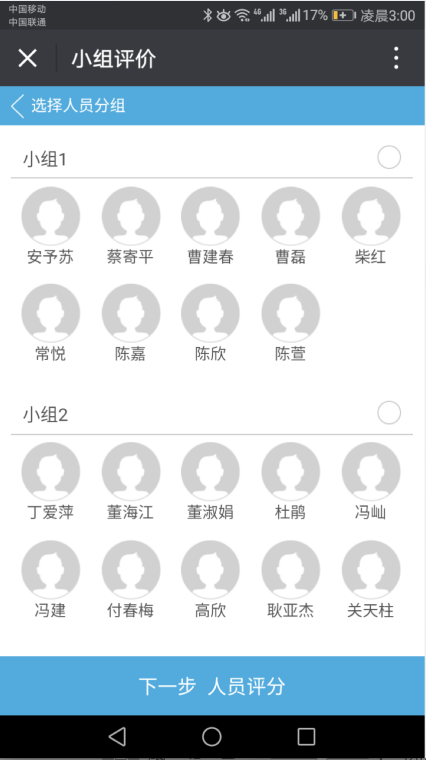 中国移动
中国联通
4G 3G 17% 凌晨3:00
小组评价
选择人员分组
小组1
安予苏 蔡寄平 曹建春 曹磊 柴红
常悦 陈嘉 陈欣 陈萱
小组2
丁爱萍 董海江 董淑娟 杜鹃 冯屾
冯建 付春梅 高欣 耿亚杰 关天柱
下一步 人员评分